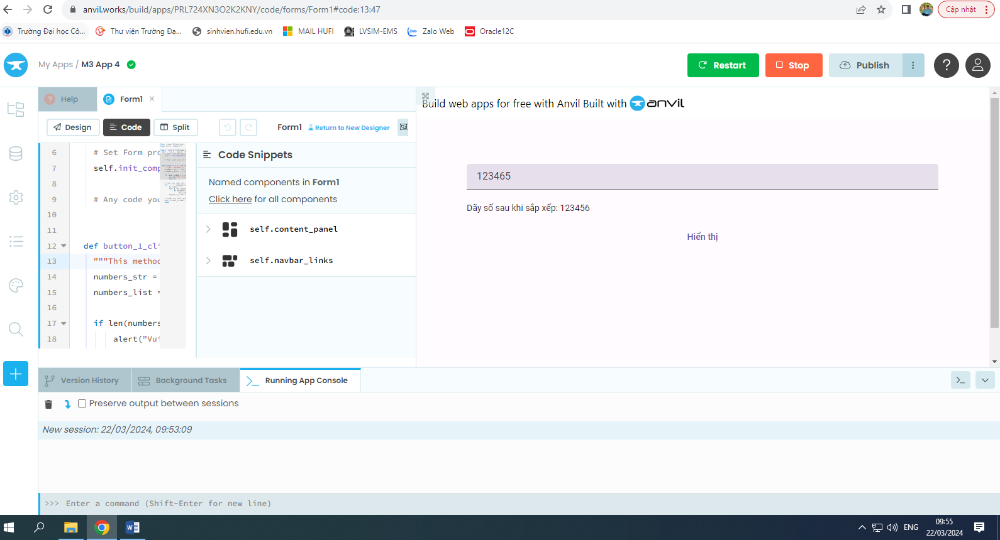 anvil.works/build/apps/PRL724XN3O2K2KNY/code/forms/Form1#code:13:47
Cập nhật
Trường Đại học Cô...
Thư viện Trường Đạ...
sinhvien.hufi.edu.vn
MAIL HUFI
LVSIM-EMS
Zalo Web
Oracle12C
My Apps / M3 App 4
Restart
Stop
Publish
Help
Form1
Build web apps for free with Anvil Built with anvil
Design
Code
Split
Form1
Return to New Designer
6 # Set Form pro
7 self.init_comp
8
9 # Any code you
10
11
12 def button_1_cli
13 """This method
14 numbers_str =
15 numbers_list =
16
17 if len(numbers
18 alert("Vui
Code Snippets
Named components in Form1
Click here for all components
self.content_panel
self.navbar_links
123465
Dãy số sau khi sắp xếp: 123456
Hiển thị
Version History
Background Tasks
Running App Console
Preserve output between sessions
New session: 22/03/2024, 09:53:09
>>> Enter a command (Shift-Enter for new line)
ENG
09:55
22/03/2024